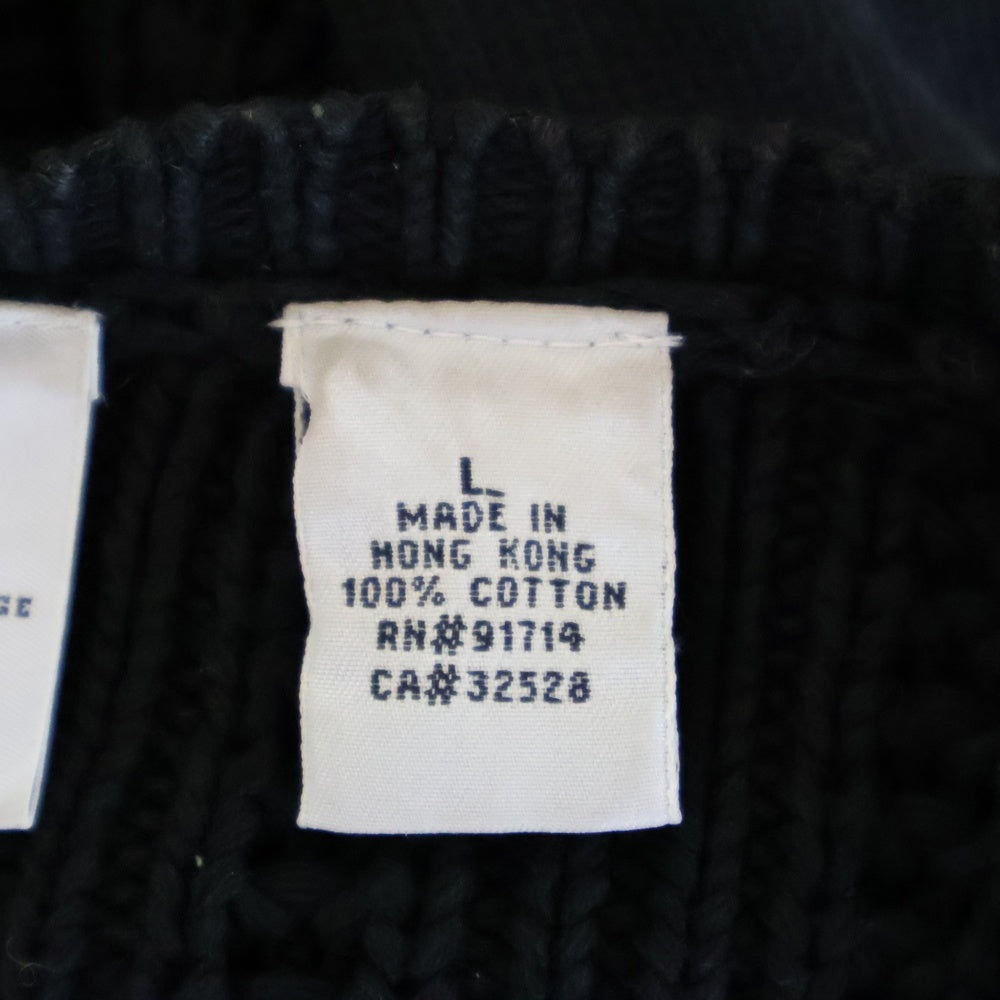 L
MADE IN
HONG KONG
100% COTTON
RN#91714
CA#32528